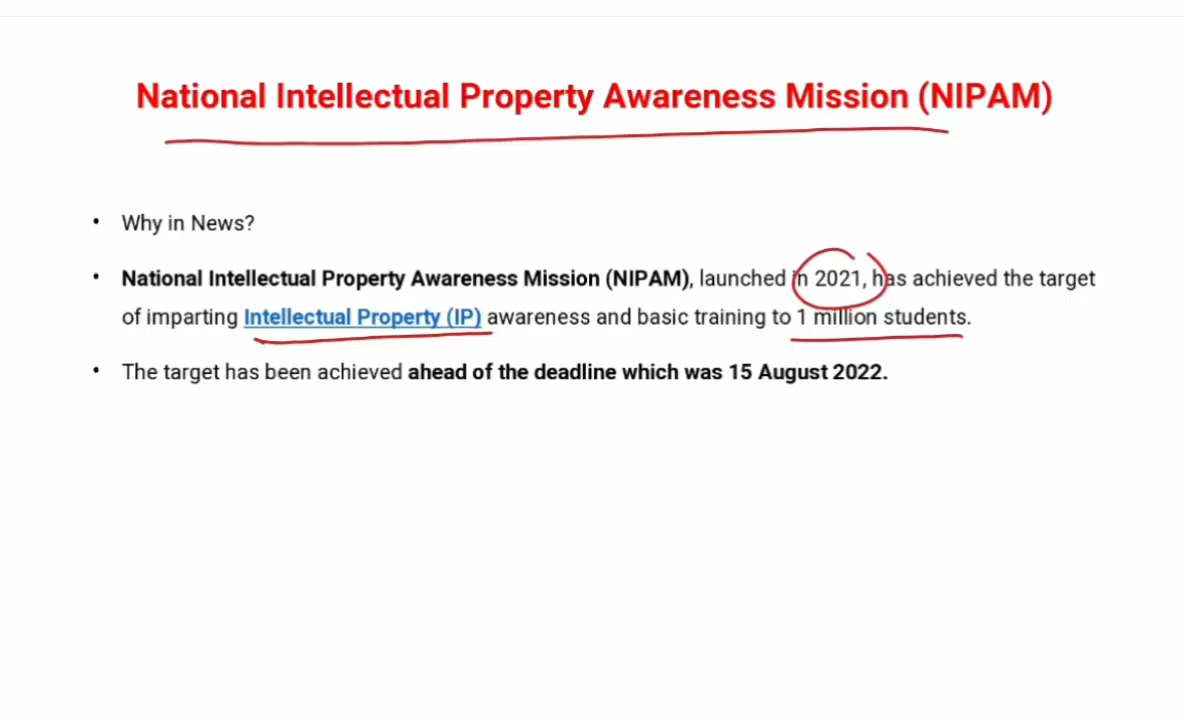 National Intellectual Property Awareness Mission (NIPAM)
• Why in News?
• National Intellectual Property Awareness Mission (NIPAM), launched in 2021, has achieved the target
of imparting Intellectual Property (IP) awareness and basic training to 1 million students.
• The target has been achieved ahead of the deadline which was 15 August 2022.